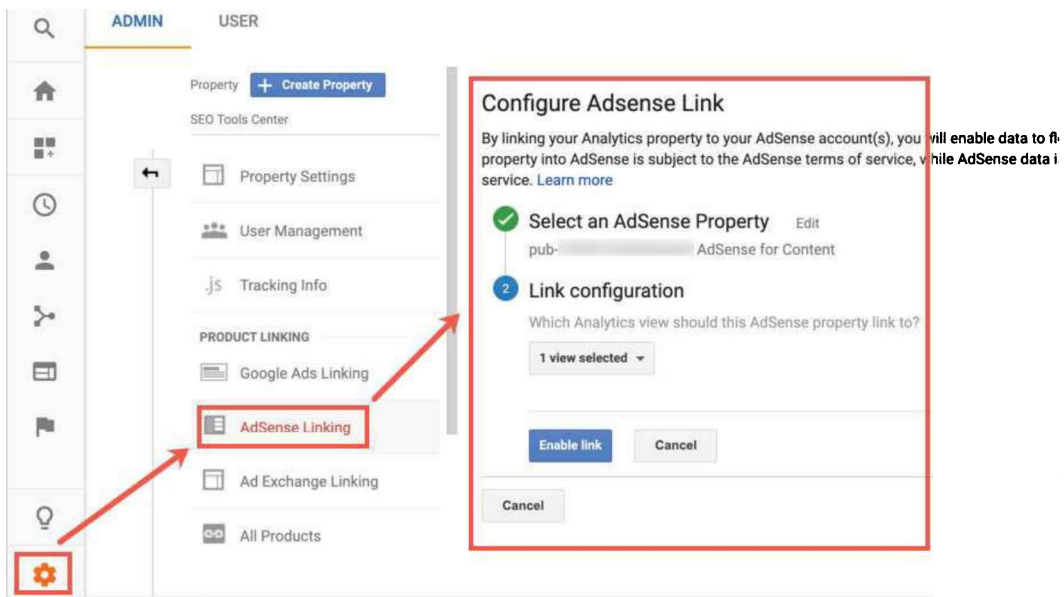 ADMIN USER
Property + Create Property
SEO Tools Center
Property Settings
User Management
.js Tracking Info
PRODUCT LINKING
Google Ads Linking
AdSense Linking
Ad Exchange Linking
All Products
Configure Adsense Link
By linking your Analytics property to your AdSense account(s), you will enable data to
property into AdSense is subject to the AdSense terms of service, while AdSense data
service. Learn more
Select an AdSense Property Edit
pub- AdSense for Content
2 Link configuration
Which Analytics view should this AdSense property link to?
1 view selected
Enable link Cancel
Cancel